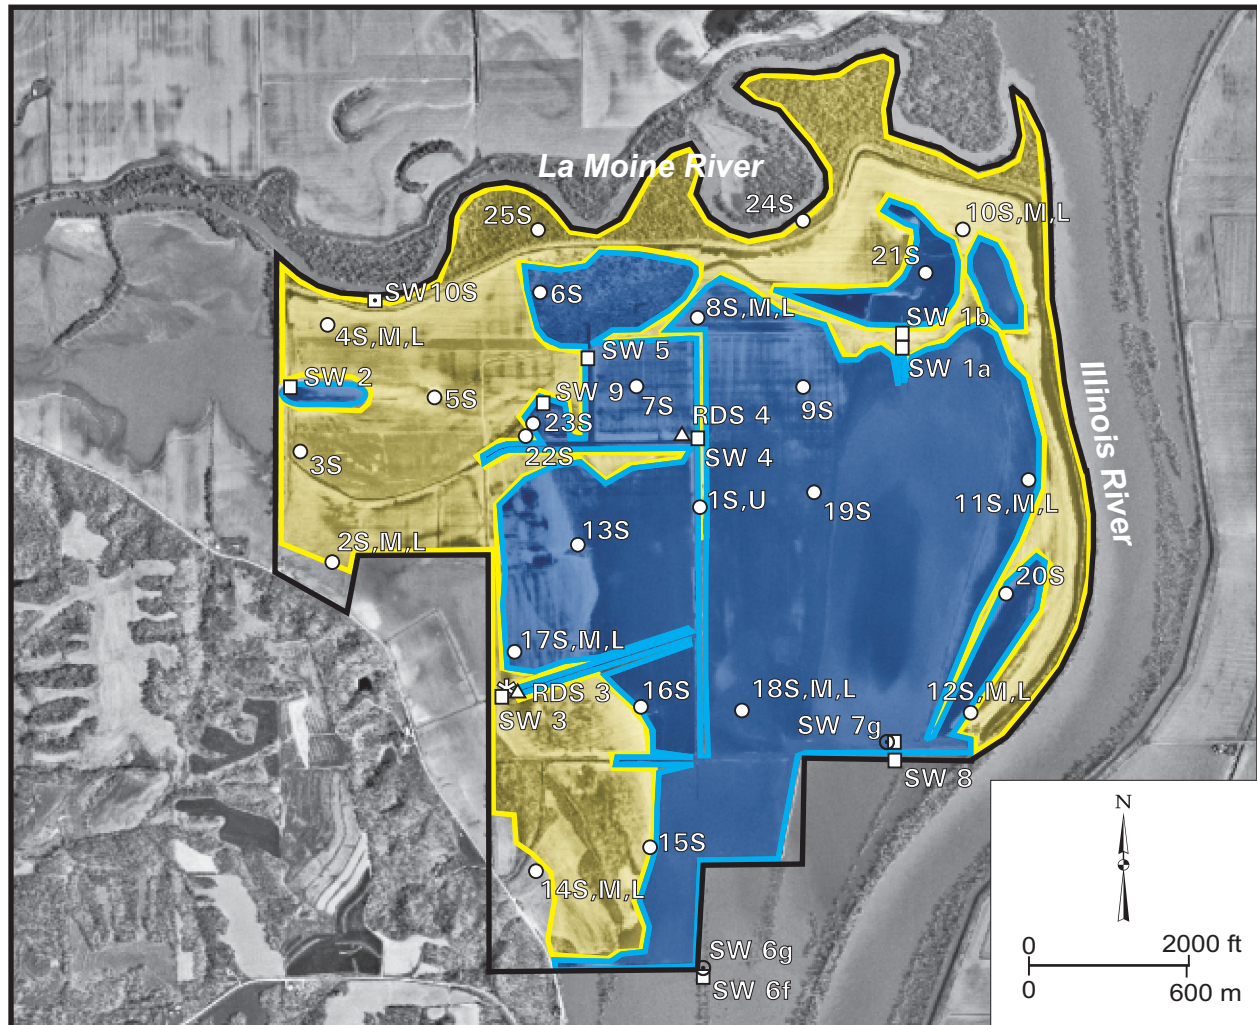 La Moine River
25S
24S
10S,M,L
21S
SW10S
6S
8S,M,L
4S,M,L
SW 1b
SW 5
SW 1a
SW 2
SW 9
7S
9S
5S
RDS 4
23S
22S
SW 4
3S
Illinois River
1S,U
19S
11S,M,L
13S
2S,M,L
20S
17S,M,L
RDS 3
16S
18S,M,L
12S,M,L
SW 3
SW 7g
SW 8
15S
14S,M,L
SW 6g
SW 6f
N
0
2000 ft
0
600 m